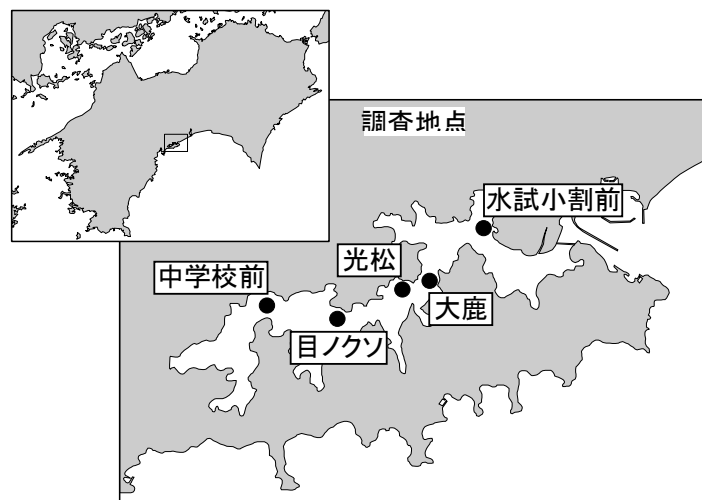 調査地点
水試小割前
光松
中学校前
大鹿
目ノクソ